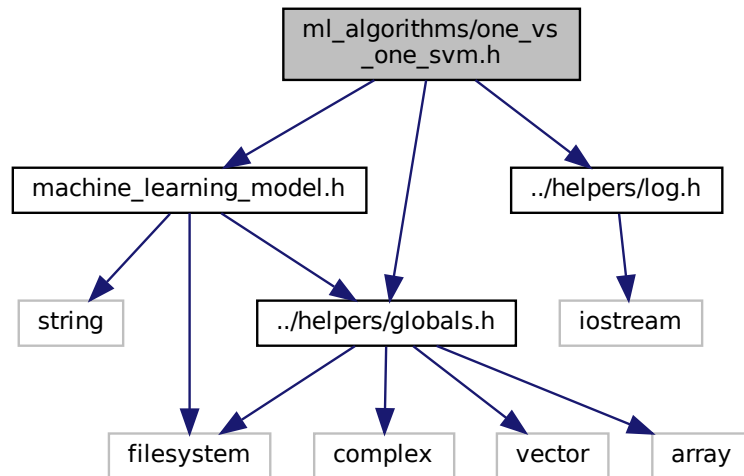 ml_algorithms/one_vs
_one_svm.h
machine_learning_model.h
../helpers/log.h
string
../helpers/globals.h
iostream
filesystem
complex
vector
array